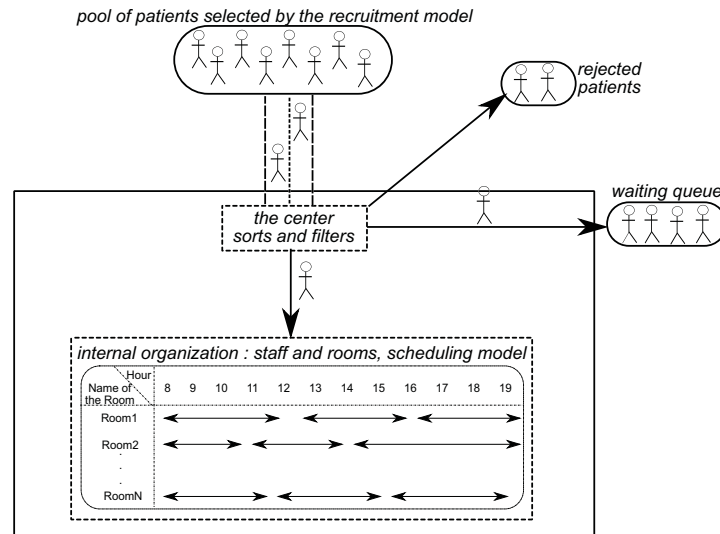 pool of patients selected by the recruitment model
rejected
patients
waiting queue
the center
sorts and filters
internal organization : staff and rooms, scheduling model
Hour
Name of
the Room
8 9 10 11 12 13 14 15 16 17 18 19
Room1
Room2
.
.
.
RoomN